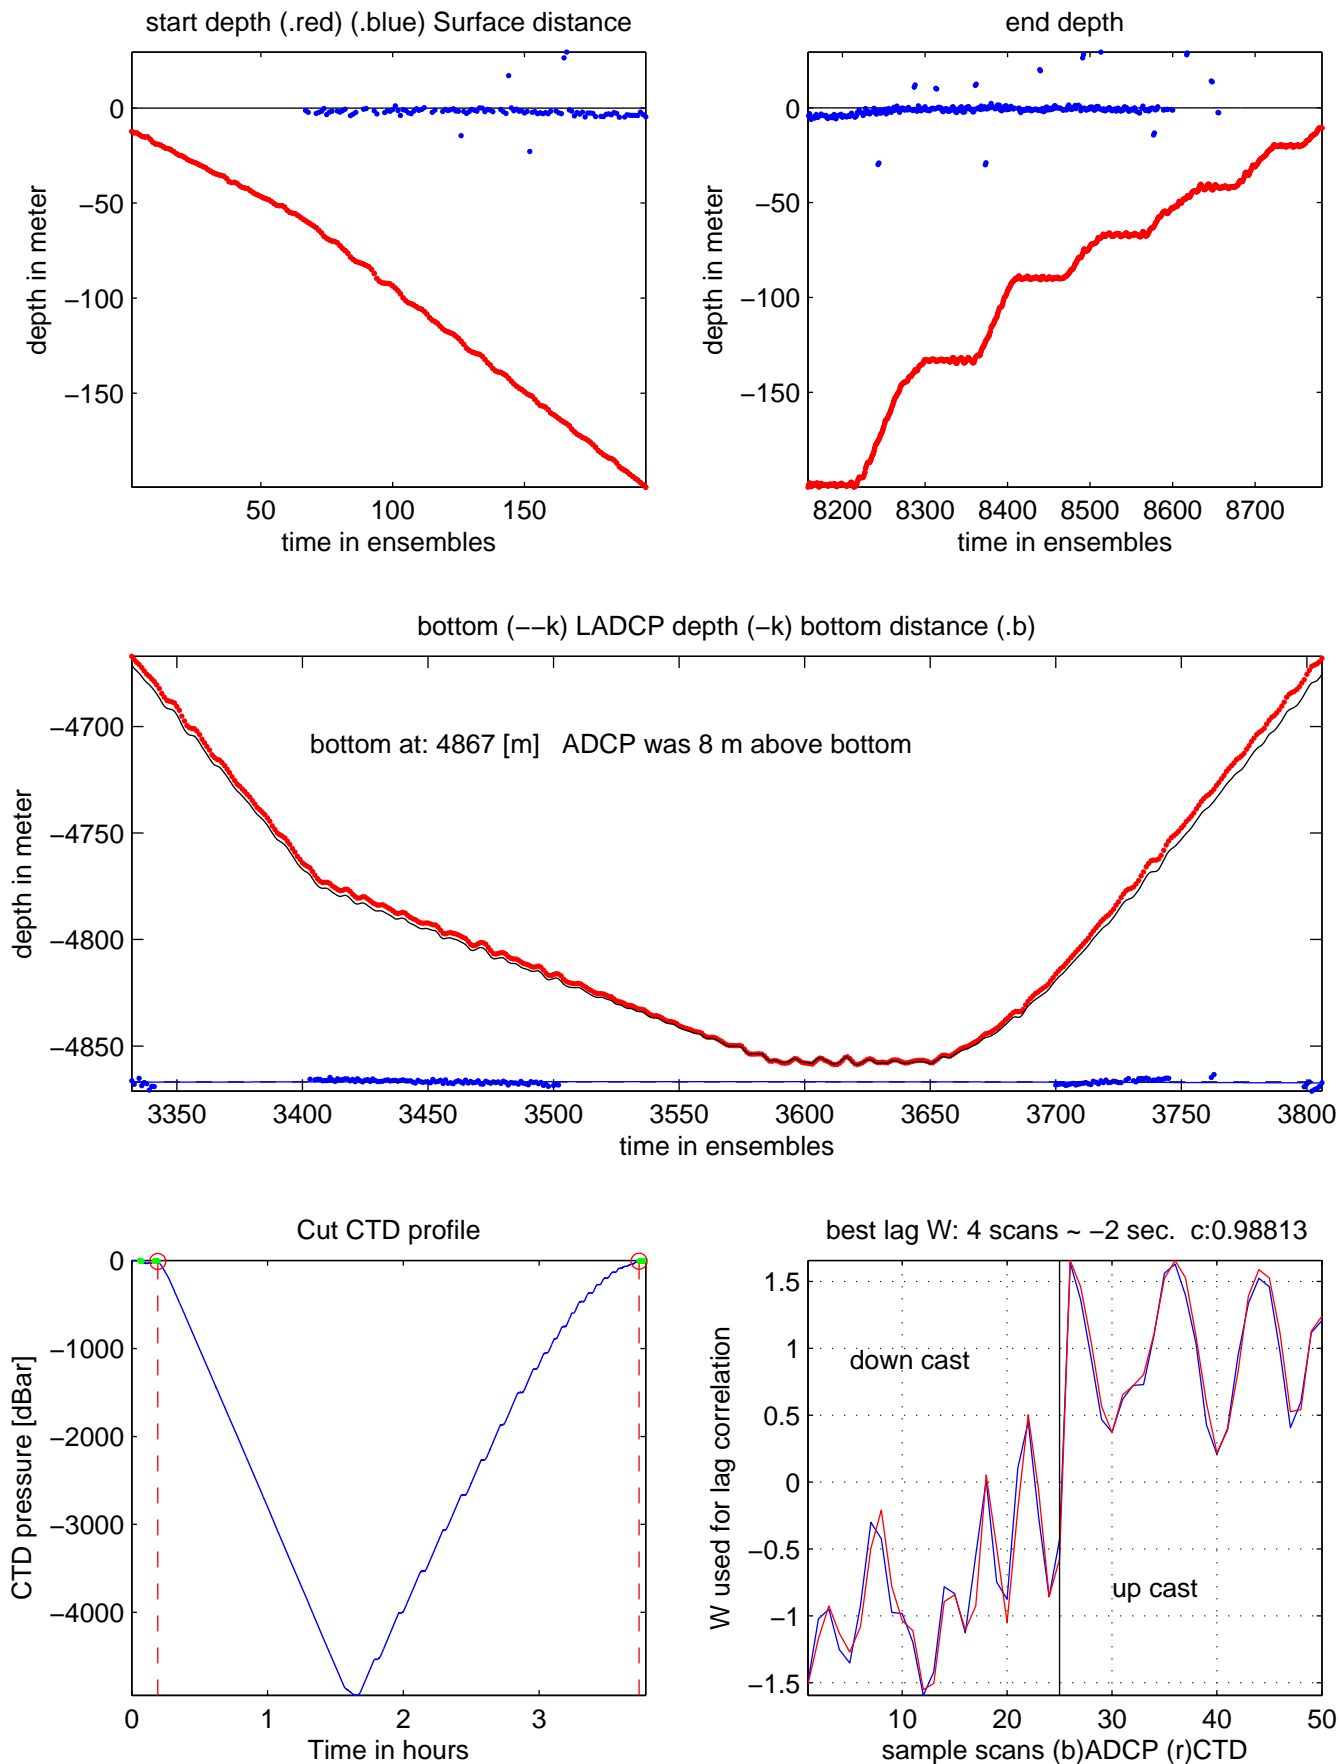 start depth (.red) (.blue) Surface distance
0
−50
−100
−150
depth in meter
50
100
150
time in ensembles
end depth
0
−50
−100
−150
depth in meter
8200
8300
8400
8500
8600
8700
time in ensembles
bottom (−−k) LADCP depth (−k) bottom distance (.b)
−4700
−4750
−4800
−4850
depth in meter
bottom at: 4867 [m] ADCP was 8 m above bottom
3350
3400
3450
3500
3550
3600
3650
3700
3750
3800
time in ensembles
Cut CTD profile
0
−1000
−2000
−3000
−4000
CTD pressure [dBar]
0
1
2
3
Time in hours
best lag W: 4 scans ~ −2 sec. c:0.98813
1.5
1
0.5
0
−0.5
−1
−1.5
W used for lag correlation
down cast
up cast
10
20
30
40
50
sample scans (b)ADCP (r)CTD